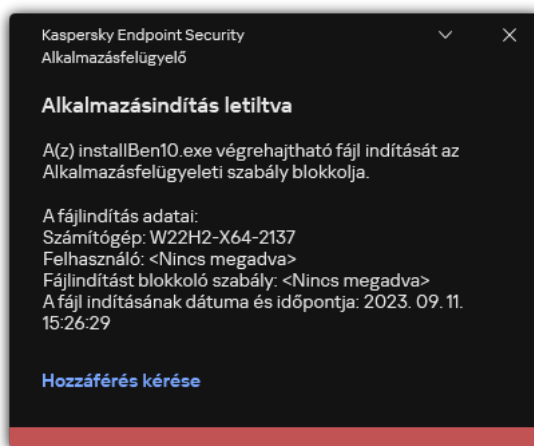 Kaspersky Endpoint Security
Alkalmazásfelügyelő
Alkalmazásindítás letiltva
A(z) installBen10.exe végrehajtható fájl indítását az
Alkalmazásfelügyeleti szabály blokkolja.
A fájlindítás adatai:
Számítógép: W22H2-X64-2137
Felhasználó: <Nincs megadva>
Fájlindítást blokkoló szabály: <Nincs megadva>
A fájl indításának dátuma és időpontja: 2023. 09. 11.
15:26:29
Hozzáférés kérése